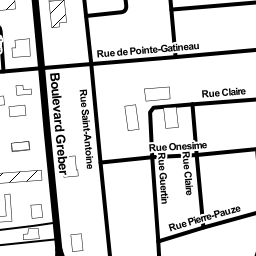 Rue de Pointe-Gatineau
Rue Claire
Boulevard Greber
Rue Saint-Antoine
Rue Onesime
Rue Guertin
Rue Claire
Rue Pierre-Pauze